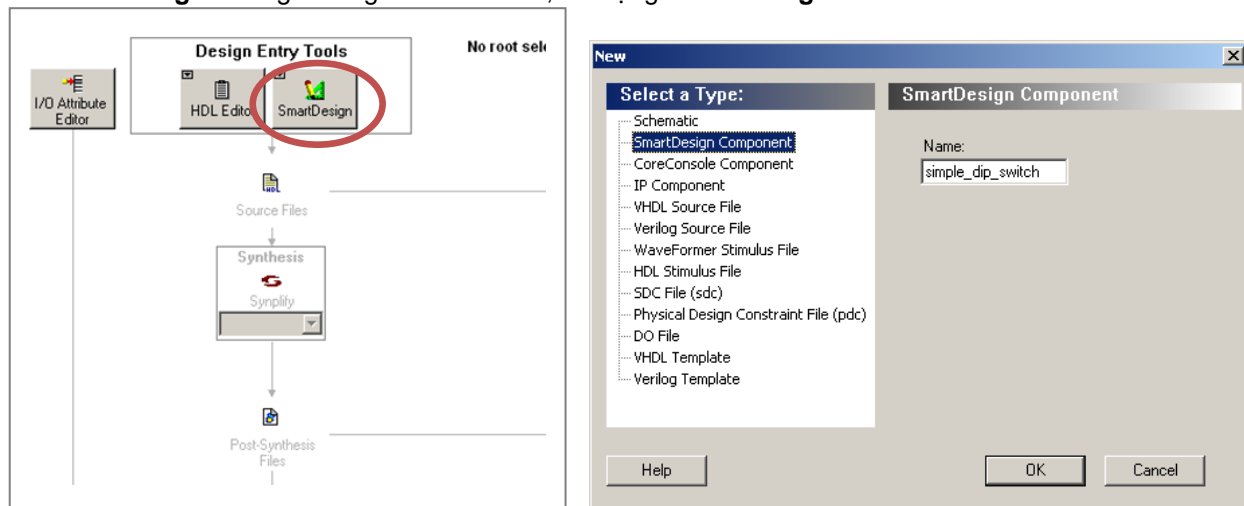 Design Entry Tools
No root sel
I/O Attribute
Editor
HDL Editor
SmartDesign
Source Files
Synthesis
Synplify
Post-Synthesis
Files
New
Select a Type:
Schematic
SmartDesign Component
CoreConsole Component
IP Component
VHDL Source File
Verilog Source File
WaveFormer Stimulus File
HDL Stimulus File
SDC File (sdc)
Physical Design Constraint File (pdc)
DO File
VHDL Template
Verilog Template
SmartDesign Component
Name:
simple_dip_switch
Help
OK
Cancel